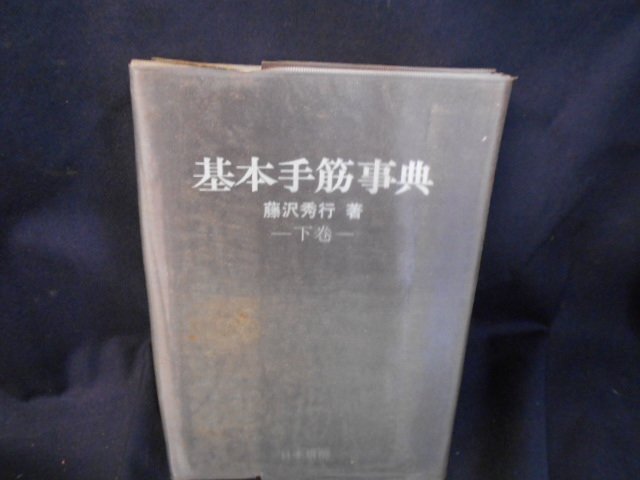 基本手筋事典
藤沢秀行 著
―下巻―